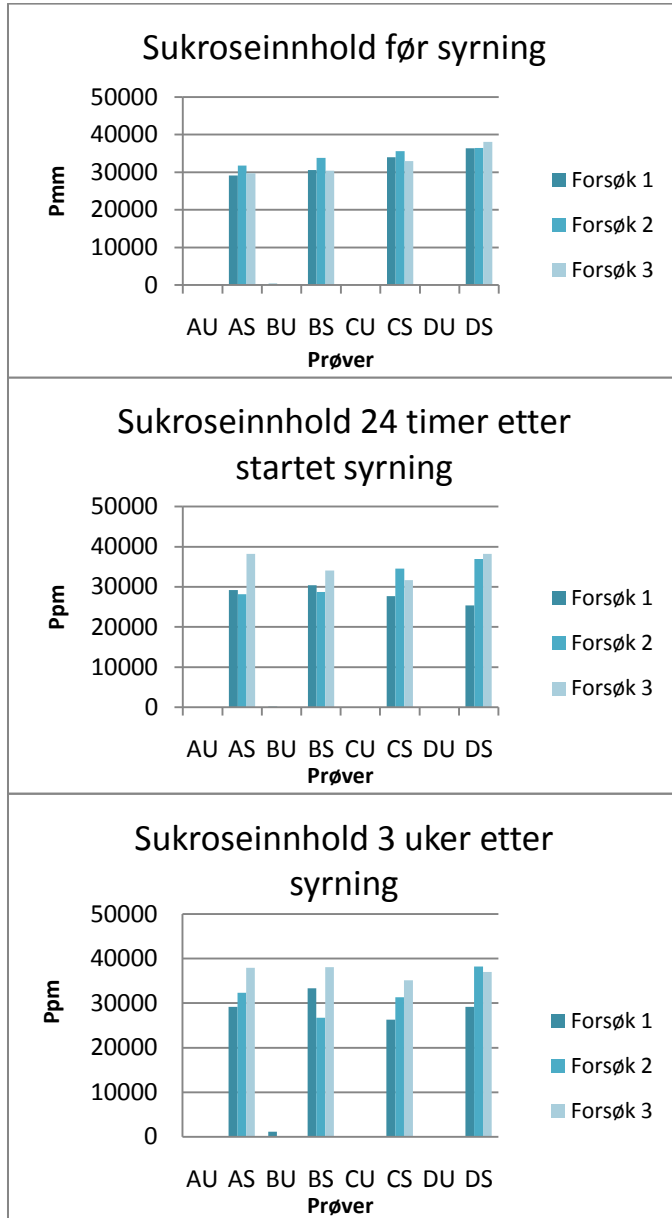 Sukroseinnhold før syrning
50000
40000
30000
20000
10000
0
Pmm
AU AS BU BS CU CS DU DS
Prøver
Forsøk 1
Forsøk 2
Forsøk 3
Sukroseinnhold 24 timer etter
startet syrning
50000
40000
30000
20000
10000
0
Ppm
AU AS BU BS CU CS DU DS
Prøver
Forsøk 1
Forsøk 2
Forsøk 3
Sukroseinnhold 3 uker etter
syrning
50000
40000
30000
20000
10000
0
Ppm
AU AS BU BS CU CS DU DS
Prøver
Forsøk 1
Forsøk 2
Forsøk 3